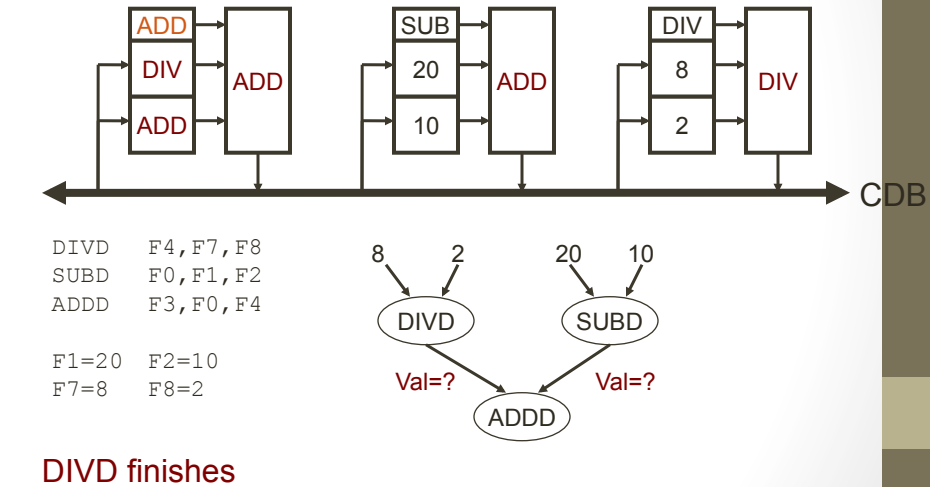 ADD SUB DIV
DIV ADD 20 ADD 8 DIV
ADD 10 2
CDB
DIVD F4,F7,F8
SUBD F0,F1,F2
ADDD F3,F0,F4
F1=20 F2=10
F7=8 F8=2
8 2 20 10
DIVD SUBD
Val=? Val=?
ADDD
DIVD finishes